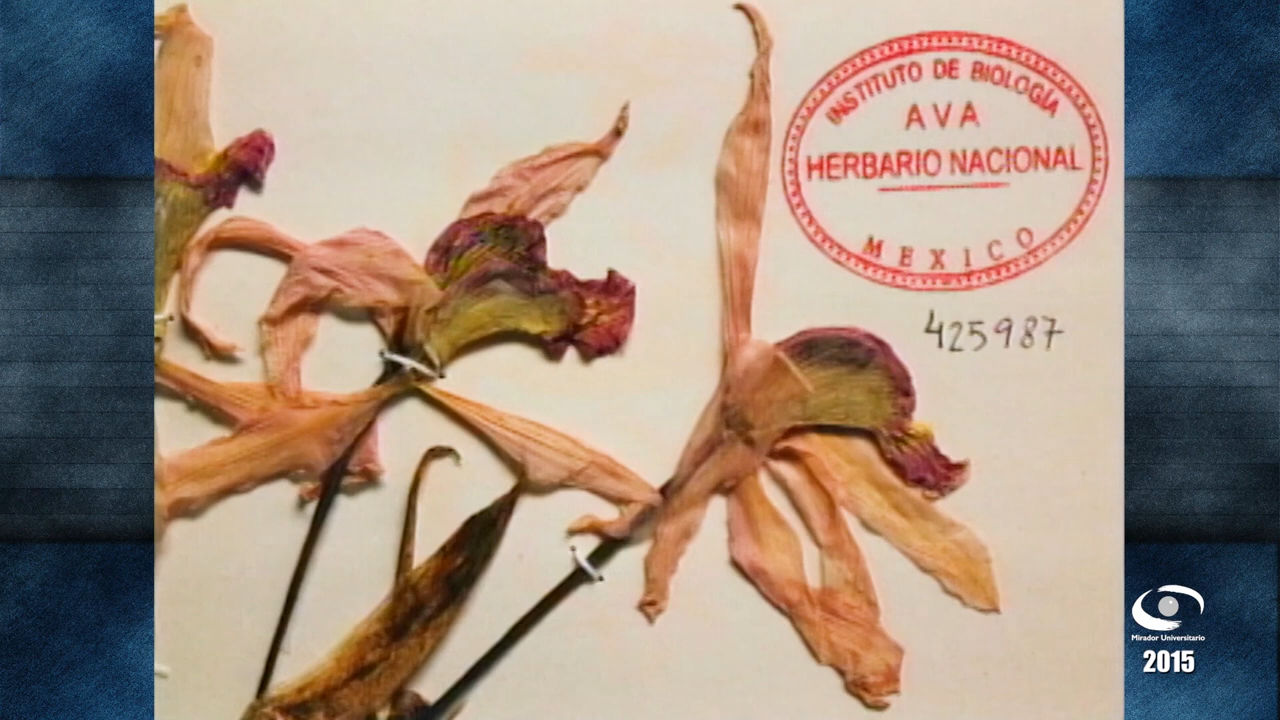 INSTITUTO DE BIOLOGÍA
AVA
HERBARIO NACIONAL
MEXICO
425987
Mirador Universitario
2015